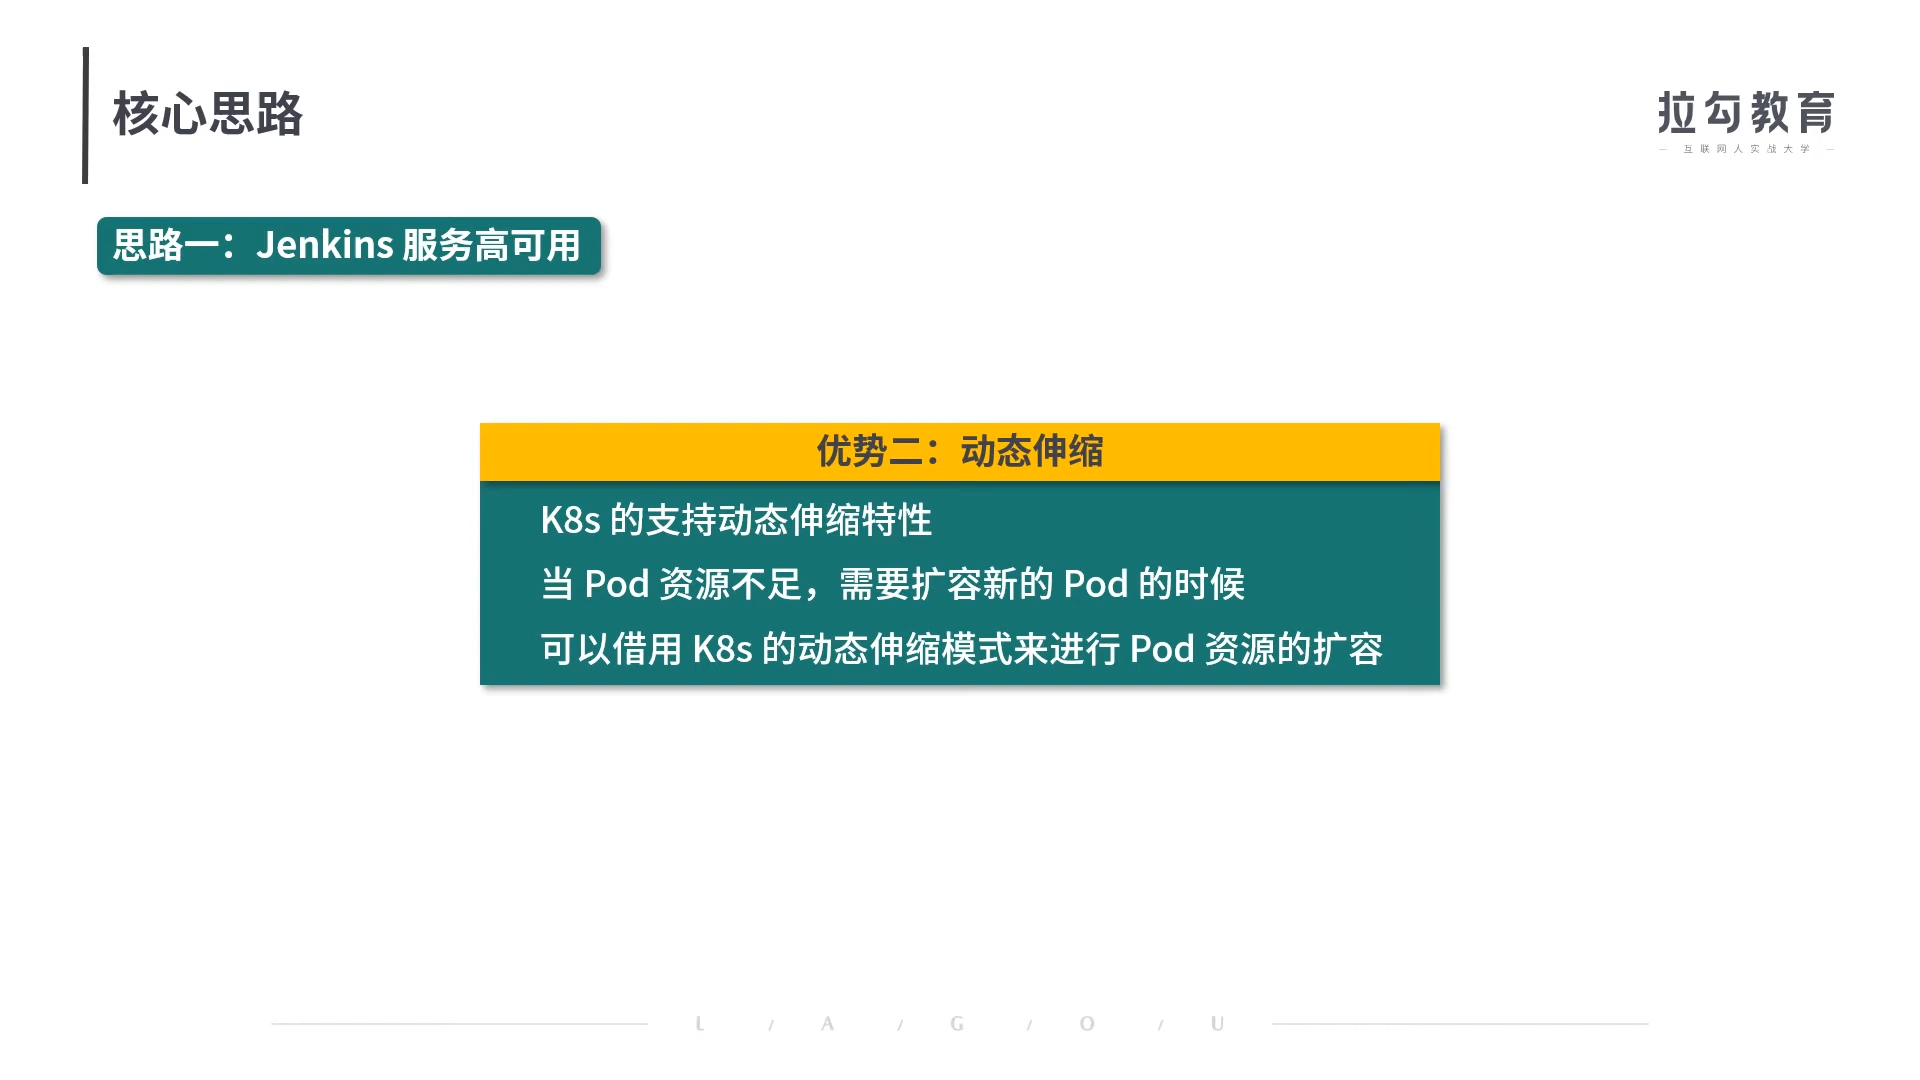 核心思路
拉勾教育
— 互联网人实战大学 —
思路一：Jenkins 服务高可用
优势二：动态伸缩
K8s 的支持动态伸缩特性
当 Pod 资源不足，需要扩容新的 Pod 的时候
可以借用 K8s 的动态伸缩模式来进行 Pod 资源的扩容
L / A / G / O / U